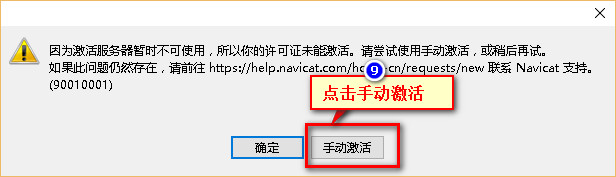 因为激活服务器暂时不可使用，所以你的许可证未能激活。请尝试使用手动激活，或稍后再试。
如果此问题仍然存在，请前往 https://help.navicat.com/hc/ cn/requests/new 联系 Navicat 支持。
(90010001)
9
点击手动激活
确定
手动激活